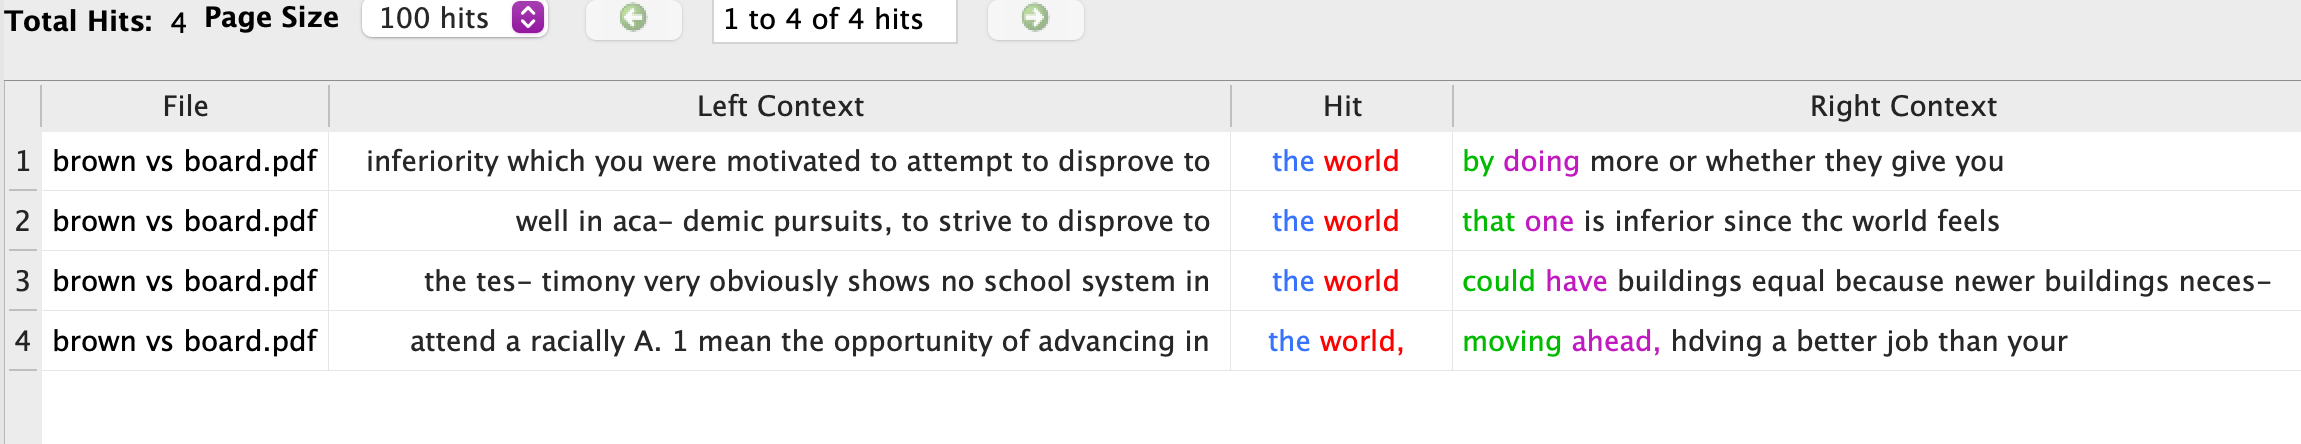 Total Hits: 4 Page Size 100 hits 1 to 4 of 4 hits
File Left Context Hit Right Context
1 brown vs board.pdf inferiority which you were motivated to attempt to disprove to the world by doing more or whether they give you
2 brown vs board.pdf well in aca- demic pursuits, to strive to disprove to the world that one is inferior since thc world feels
3 brown vs board.pdf the tes- timony very obviously shows no school system in the world could have buildings equal because newer buildings neces-
4 brown vs board.pdf attend a racially A. 1 mean the opportunity of advancing in the world, moving ahead, hdving a better job than your